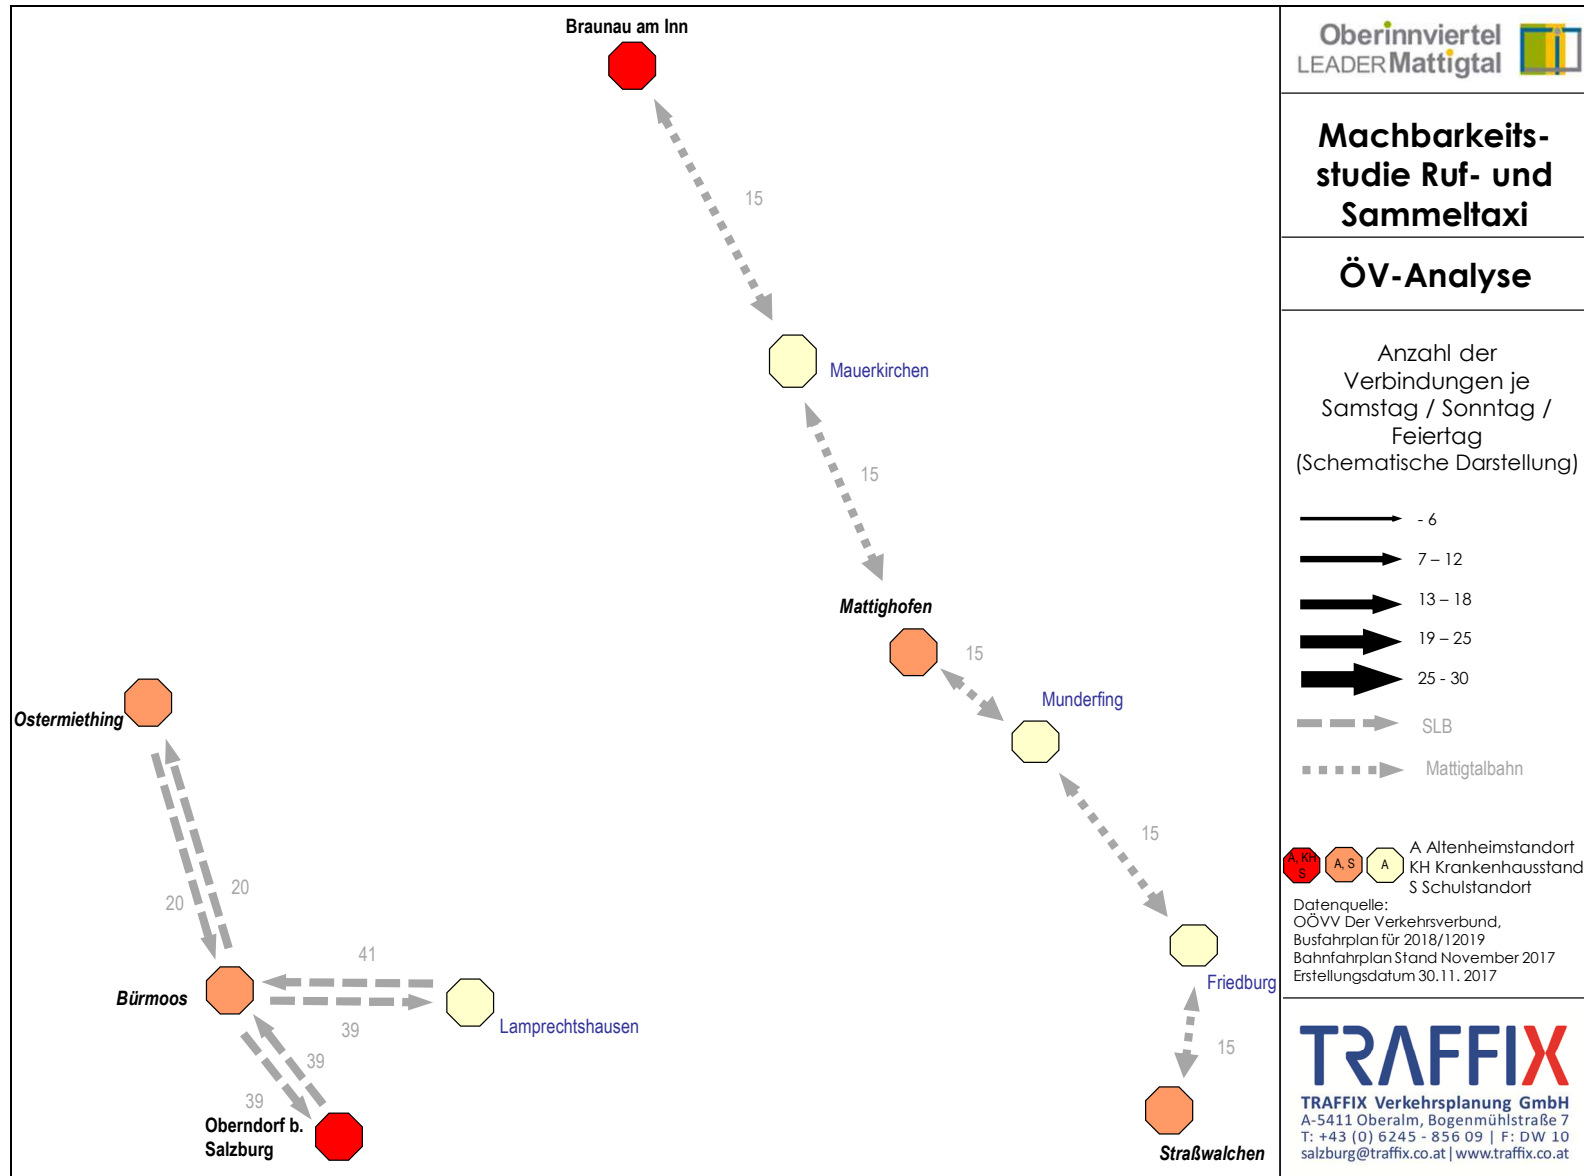 Braunau am Inn
15
Mauerkirchen
15
Mattighofen
15
Munderfing
15
Friedburg
15
Straßwalchen
Ostermiething
20
20
Bürmoos
41
39
Lamprechtshausen
39
39
Oberndorf b.
Salzburg
Oberinnviertel
LEADER Mattigtal
Machbarkeits-
studie Ruf- und
Sammeltaxi
ÖV-Analyse
Anzahl der
Verbindungen je
Samstag / Sonntag /
Feiertag
(Schematische Darstellung)
- 6
7 – 12
13 – 18
19 – 25
25 - 30
SLB
Mattigtalbahn
A, KH
S
A, S
A
A Altenheimstandort
KH Krankenhausstand
S Schulstandort
Datenquelle:
OÖVV Der Verkehrsverbund,
Busfahrplan für 2018/12019
Bahnfahrplan Stand November 2017
Erstellungsdatum 30.11. 2017
TRAFFIX
TRAFFIX Verkehrsplanung GmbH
A-5411 Oberalm, Bogenmühlstraße 7
T: +43 (0) 6245 - 856 09 | F: DW 10
salzburg@traffix.co.at | www.traffix.co.at